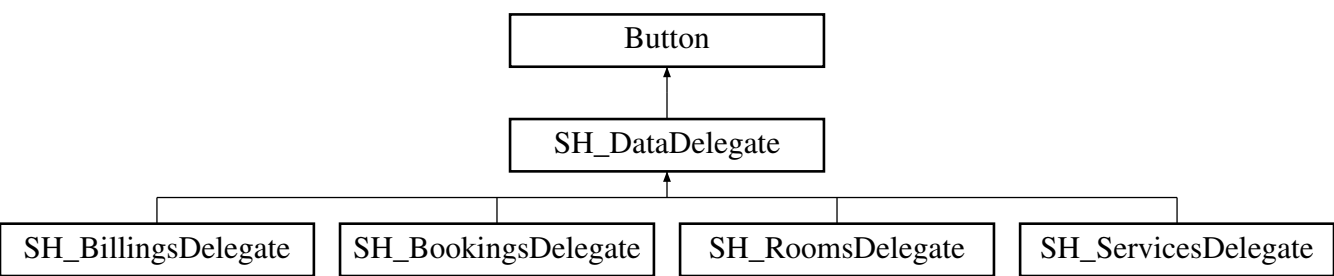 Button
SH_DataDelegate
SH_BillingsDelegate
SH_BookingsDelegate
SH_RoomsDelegate
SH_ServicesDelegate